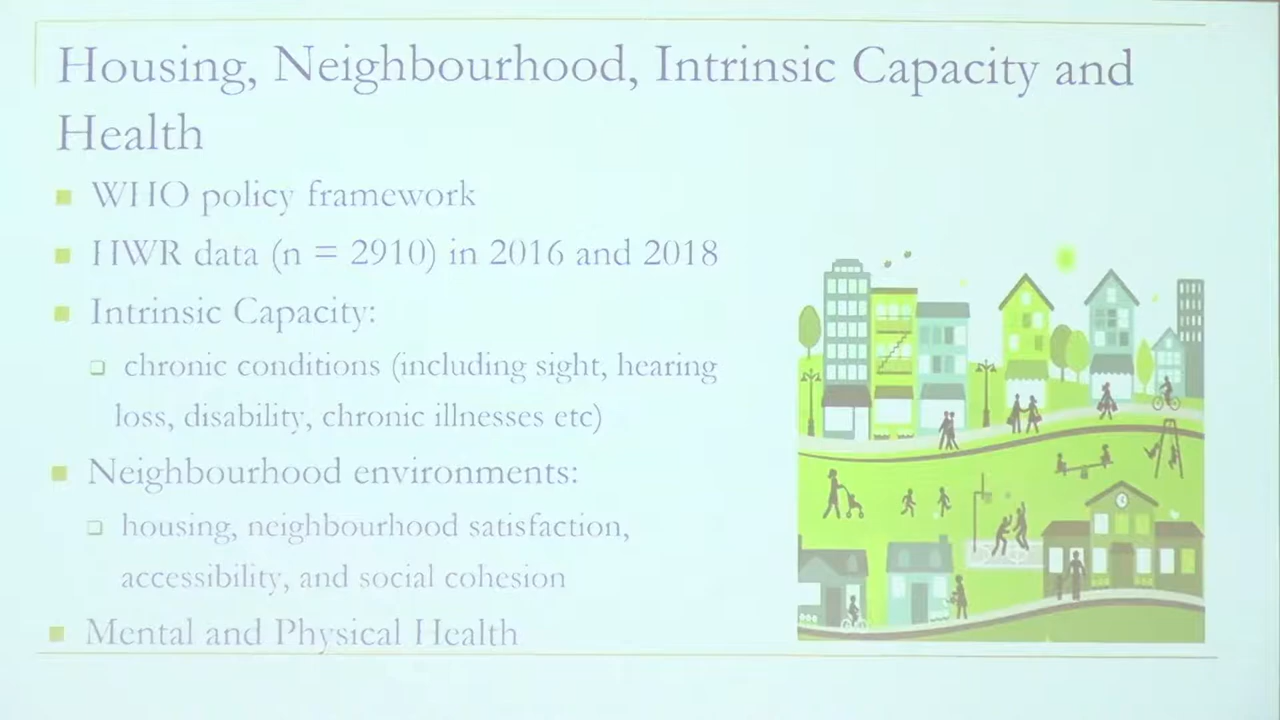 Housing, Neighbourhood, Intrinsic Capacity and
Health
WHO policy framework
HWR data (n = 2910) in 2016 and 2018
Intrinsic Capacity:
chronic conditions (including sight, hearing
loss, disability, chronic illnesses etc)
Neighbourhood environments:
housing, neighbourhood satisfaction,
accessibility, and social cohesion
Mental and Physical Health